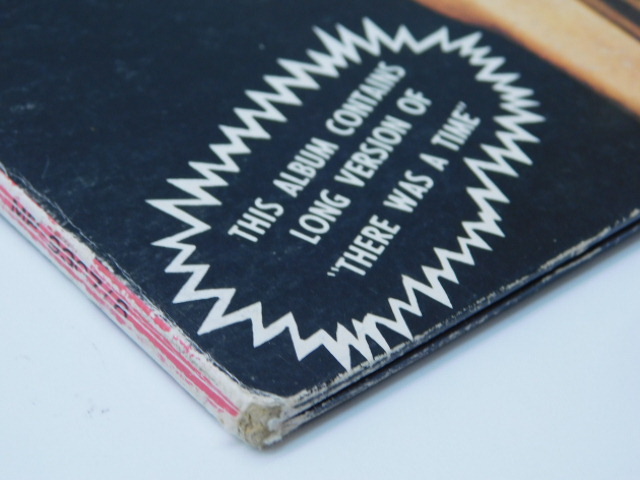 THIS ALBUM CONTAINS
LONG VERSION OF
"THERE WAS A TIME"